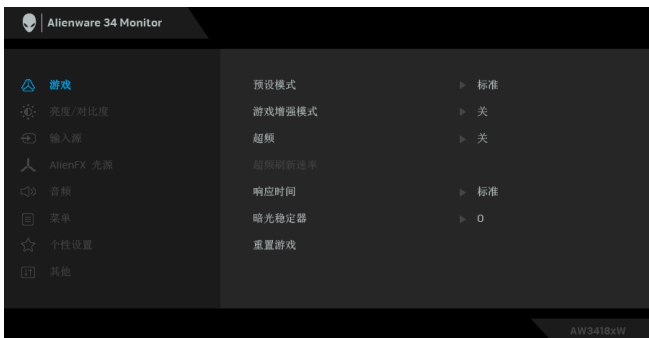 Alienware 34 Monitor
游戏
预设模式 标准
亮度/对比度
游戏增强模式 关
输入源
超频 关
AlienFX 光源
超频刷新速率
音频
响应时间 标准
菜单
暗光稳定器 0
个性设置
重置游戏
其他
AW3418xW